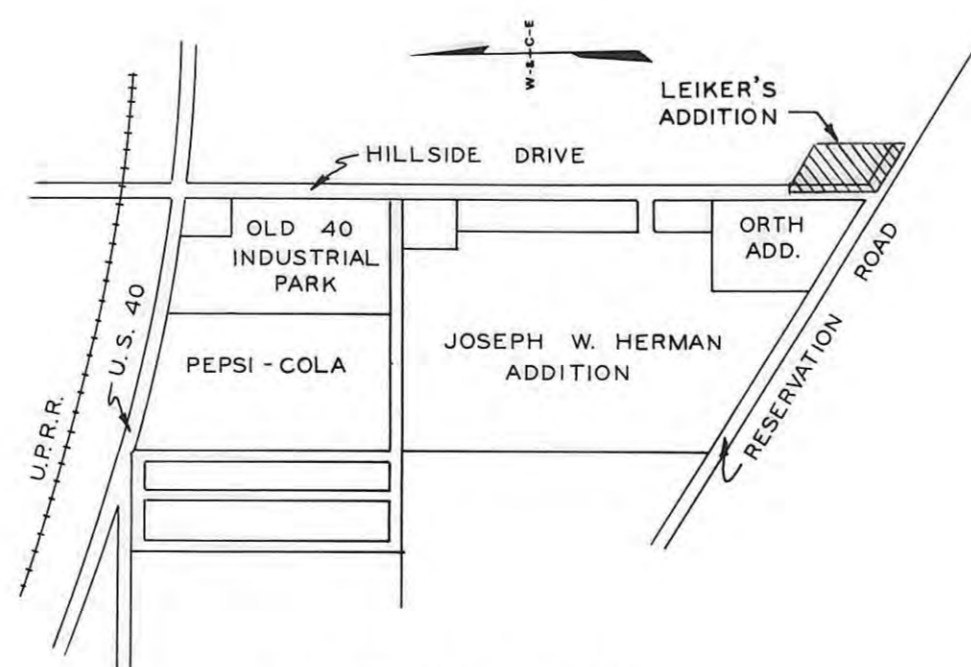 W-B-C-E
LEIKER'S
ADDITION
HILLSIDE DRIVE
OLD 40
INDUSTRIAL
PARK
ORTH
ADD.
U.S. 40
PEPSI-COLA
JOSEPH W. HERMAN
ADDITION
RESERVATION ROAD
U.P.R.R.